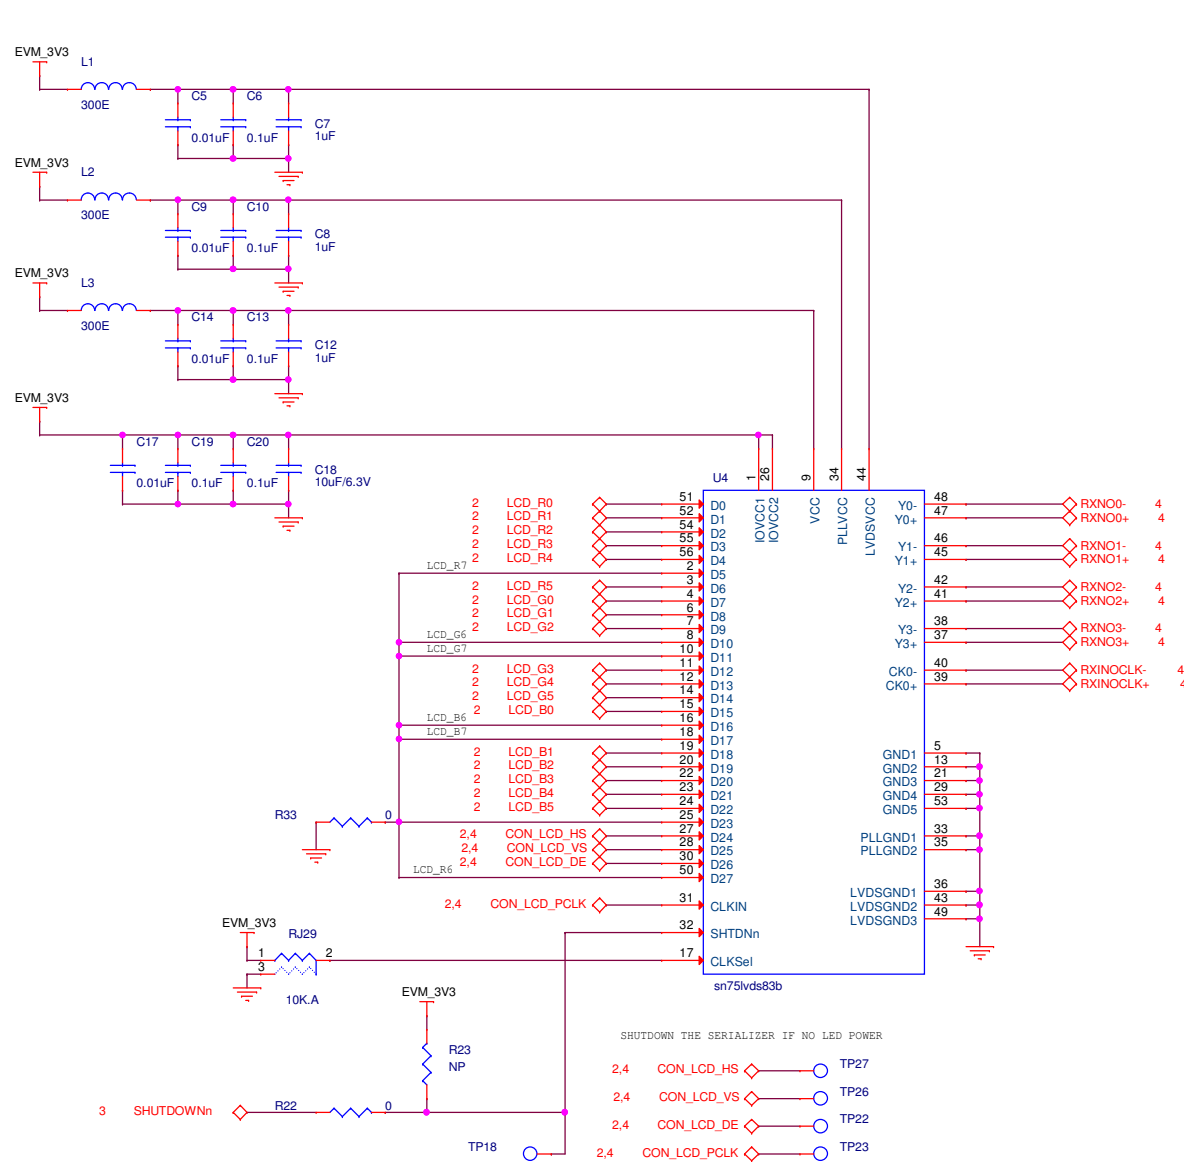 EVM_3V3
L1
300E
C5
0.01uF
C6
0.1uF
C7
1uF
EVM_3V3
L2
300E
C9
0.01uF
C10
0.1uF
C8
1uF
EVM_3V3
L3
300E
C14
0.01uF
C13
0.1uF
C12
1uF
EVM_3V3
C17
0.01uF
C19
0.1uF
C20
0.1uF
C18
10uF/6.3V
U4
1 IOVCC1
26 IOVCC2
9 VCC
34 PLLVCC
44 LVDSVCC
2 LCD_R0 51 D0
2 LCD_R1 52 D1
2 LCD_R2 54 D2
2 LCD_R3 55 D3
2 LCD_R4 56 D4
LCD_R7 2 D5
2 LCD_R5 3 D6
2 LCD_G0 4 D7
2 LCD_G1 6 D8
2 LCD_G2 7 D9
LCD_G6 8 D10
LCD_G7 10 D11
2 LCD_G3 11 D12
2 LCD_G4 12 D13
2 LCD_G5 14 D14
2 LCD_B0 15 D15
LCD_B6 16 D16
LCD_B7 18 D17
2 LCD_B1 19 D18
2 LCD_B2 20 D19
2 LCD_B3 22 D20
2 LCD_B4 23 D21
2 LCD_B5 24 D22
R33 0 25 D23
2,4 CON_LCD_HS 27 D24
2,4 CON_LCD_VS 28 D25
2,4 CON_LCD_DE 30 D26
LCD_R6 50 D27
2,4 CON_LCD_PCLK 31 CLKIN
32 SHTDNn
17 CLKSel
Y0- 48 RXNO0- 4
Y0+ 47 RXNO0+ 4
Y1- 46 RXNO1- 4
Y1+ 45 RXNO1+ 4
Y2- 42 RXNO2- 4
Y2+ 41 RXNO2+ 4
Y3- 38 RXNO3- 4
Y3+ 37 RXNO3+ 4
CK0- 40 RXINOCLK- 4
CK0+ 39 RXINOCLK+ 4
GND1 5
GND2 13
GND3 21
GND4 29
GND5 53
PLLGND1 33
PLLGND2 35
LVDSGND1 36
LVDSGND2 43
LVDSGND3 49
sn75lvds83b
EVM_3V3
RJ29
1 2
3
10K.A
EVM_3V3
R23
NP
3 SHUTDOWNn R22 0
TP18
SHUTDOWN THE SERIALIZER IF NO LED POWER
2,4 CON_LCD_HS TP27
2,4 CON_LCD_VS TP26
2,4 CON_LCD_DE TP22
2,4 CON_LCD_PCLK TP23